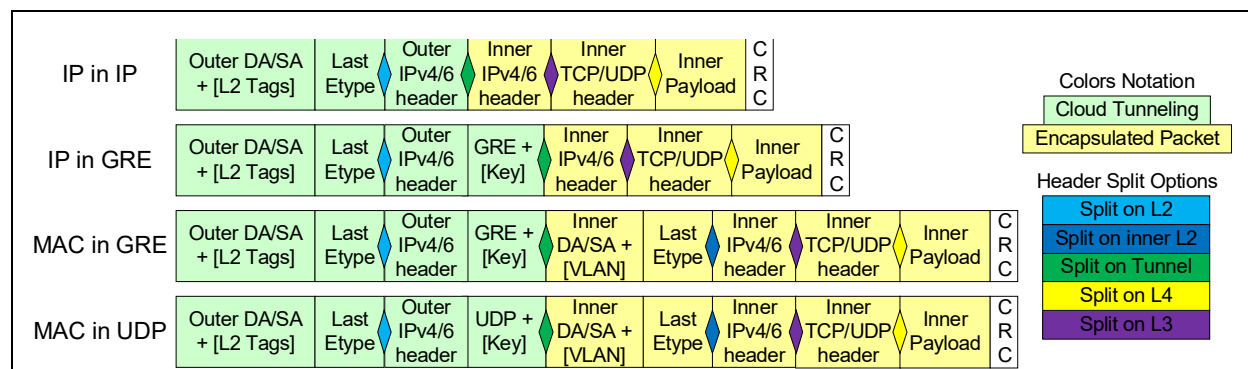 IP in IP
Outer DA/SA
+ [L2 Tags]
Last
Etype
Outer
IPv4/6
header
Inner
IPv4/6
header
Inner
TCP/UDP
header
Inner
Payload
C
R
C
IP in GRE
Outer DA/SA
+ [L2 Tags]
Last
Etype
Outer
IPv4/6
header
GRE +
[Key]
Inner
IPv4/6
header
Inner
TCP/UDP
header
Inner
Payload
C
R
C
MAC in GRE
Outer DA/SA
+ [L2 Tags]
Last
Etype
Outer
IPv4/6
header
GRE +
[Key]
Inner
DA/SA +
[VLAN]
Last
Etype
Inner
IPv4/6
header
Inner
TCP/UDP
header
Inner
Payload
C
R
C
MAC in UDP
Outer DA/SA
+ [L2 Tags]
Last
Etype
Outer
IPv4/6
header
UDP +
[Key]
Inner
DA/SA +
[VLAN]
Last
Etype
Inner
IPv4/6
header
Inner
TCP/UDP
header
Inner
Payload
C
R
C
Colors Notation
Cloud Tunneling
Encapsulated Packet
Header Split Options
Split on L2
Split on inner L2
Split on Tunnel
Split on L4
Split on L3